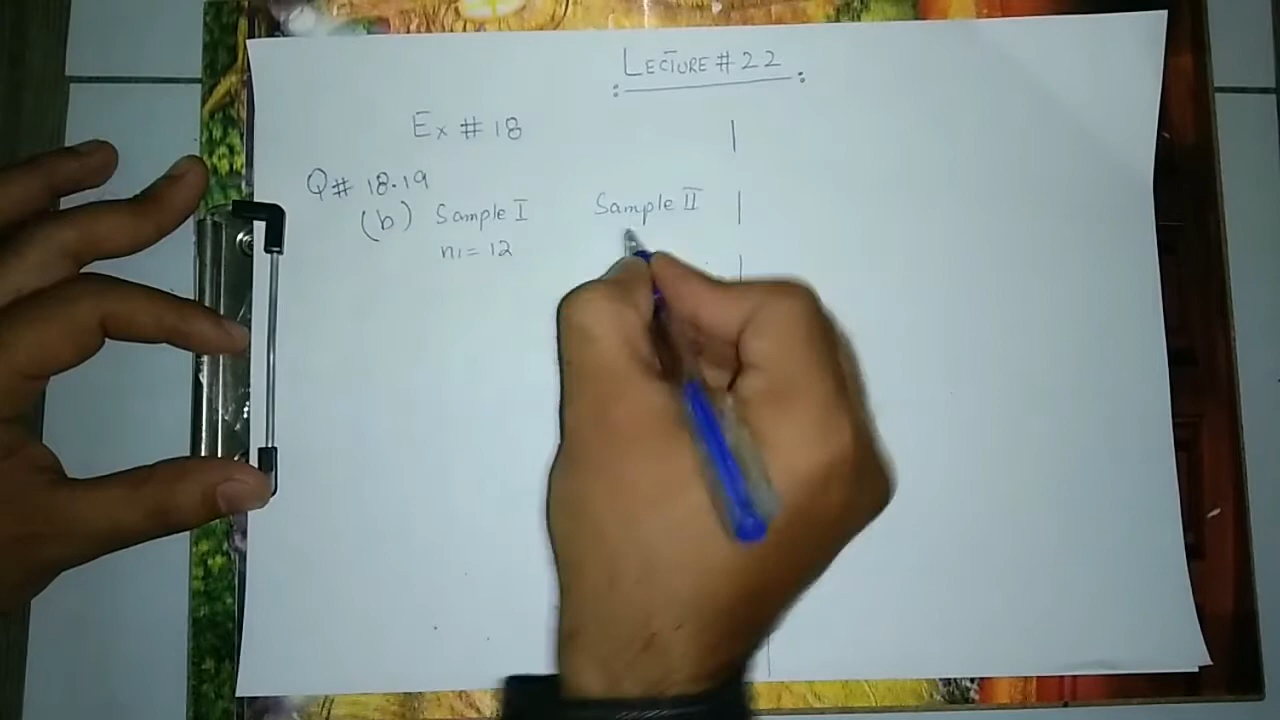 LECTURE # 22
Ex # 18
Q# 18.19
(b) Sample I Sample II
n1 = 12